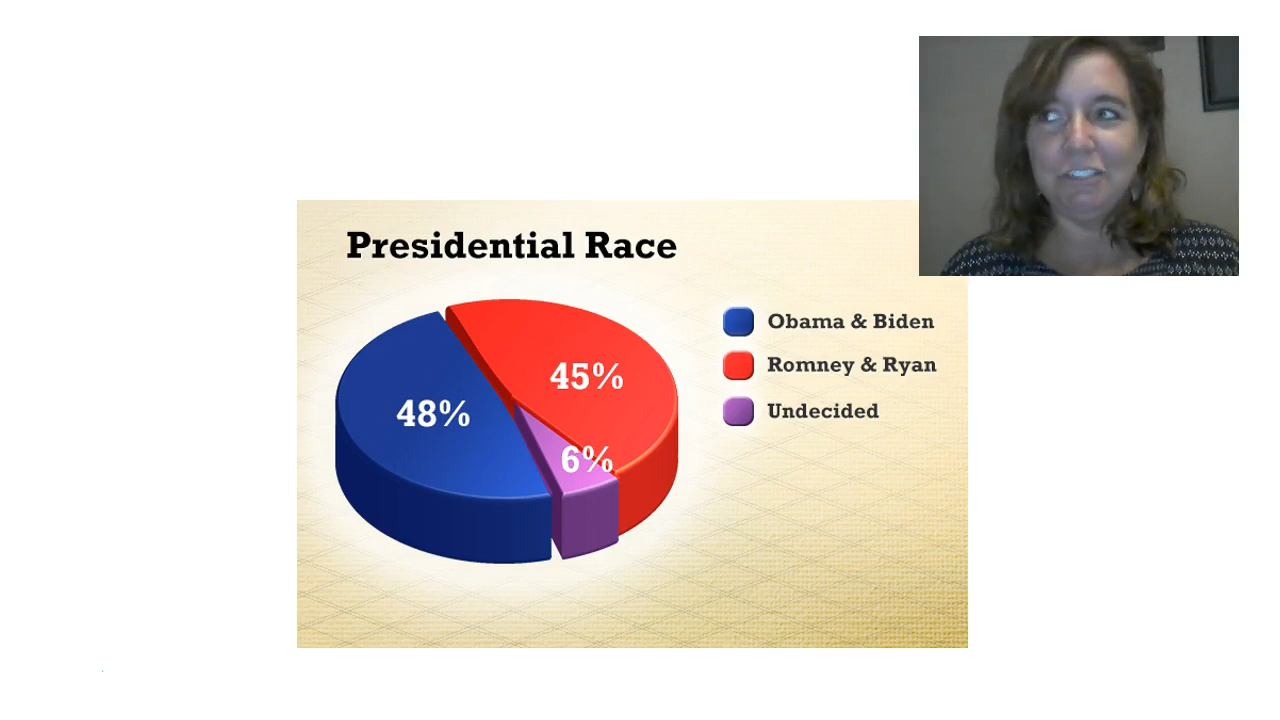 Presidential Race
Obama & Biden
45%
Romney & Ryan
48%
Undecided
6%